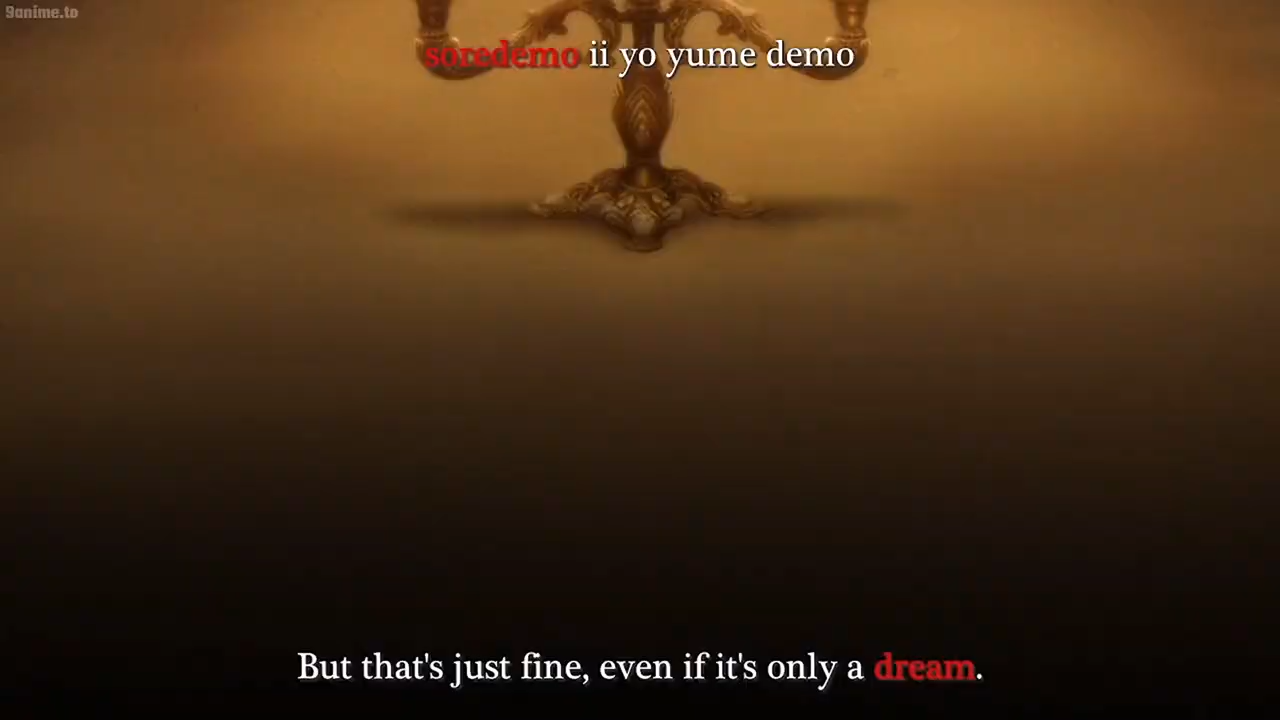 9anime.to
soredemo ii yo yume demo
But that's just fine, even if it's only a dream.